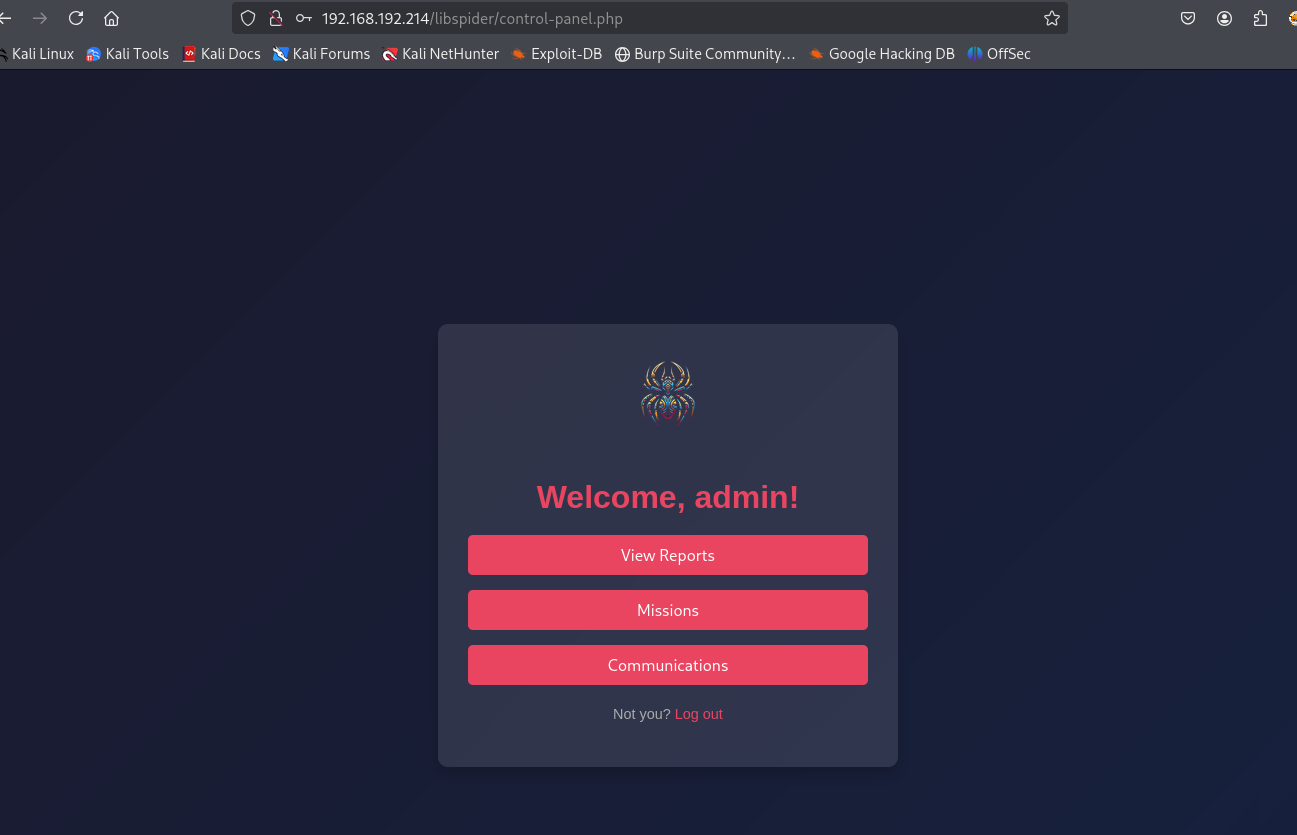 192.168.192.214/libspider/control-panel.php
Kali Linux Kali Tools Kali Docs Kali Forums Kali NetHunter Exploit-DB Burp Suite Community... Google Hacking DB OffSec
Welcome, admin!
View Reports
Missions
Communications
Not you? Log out